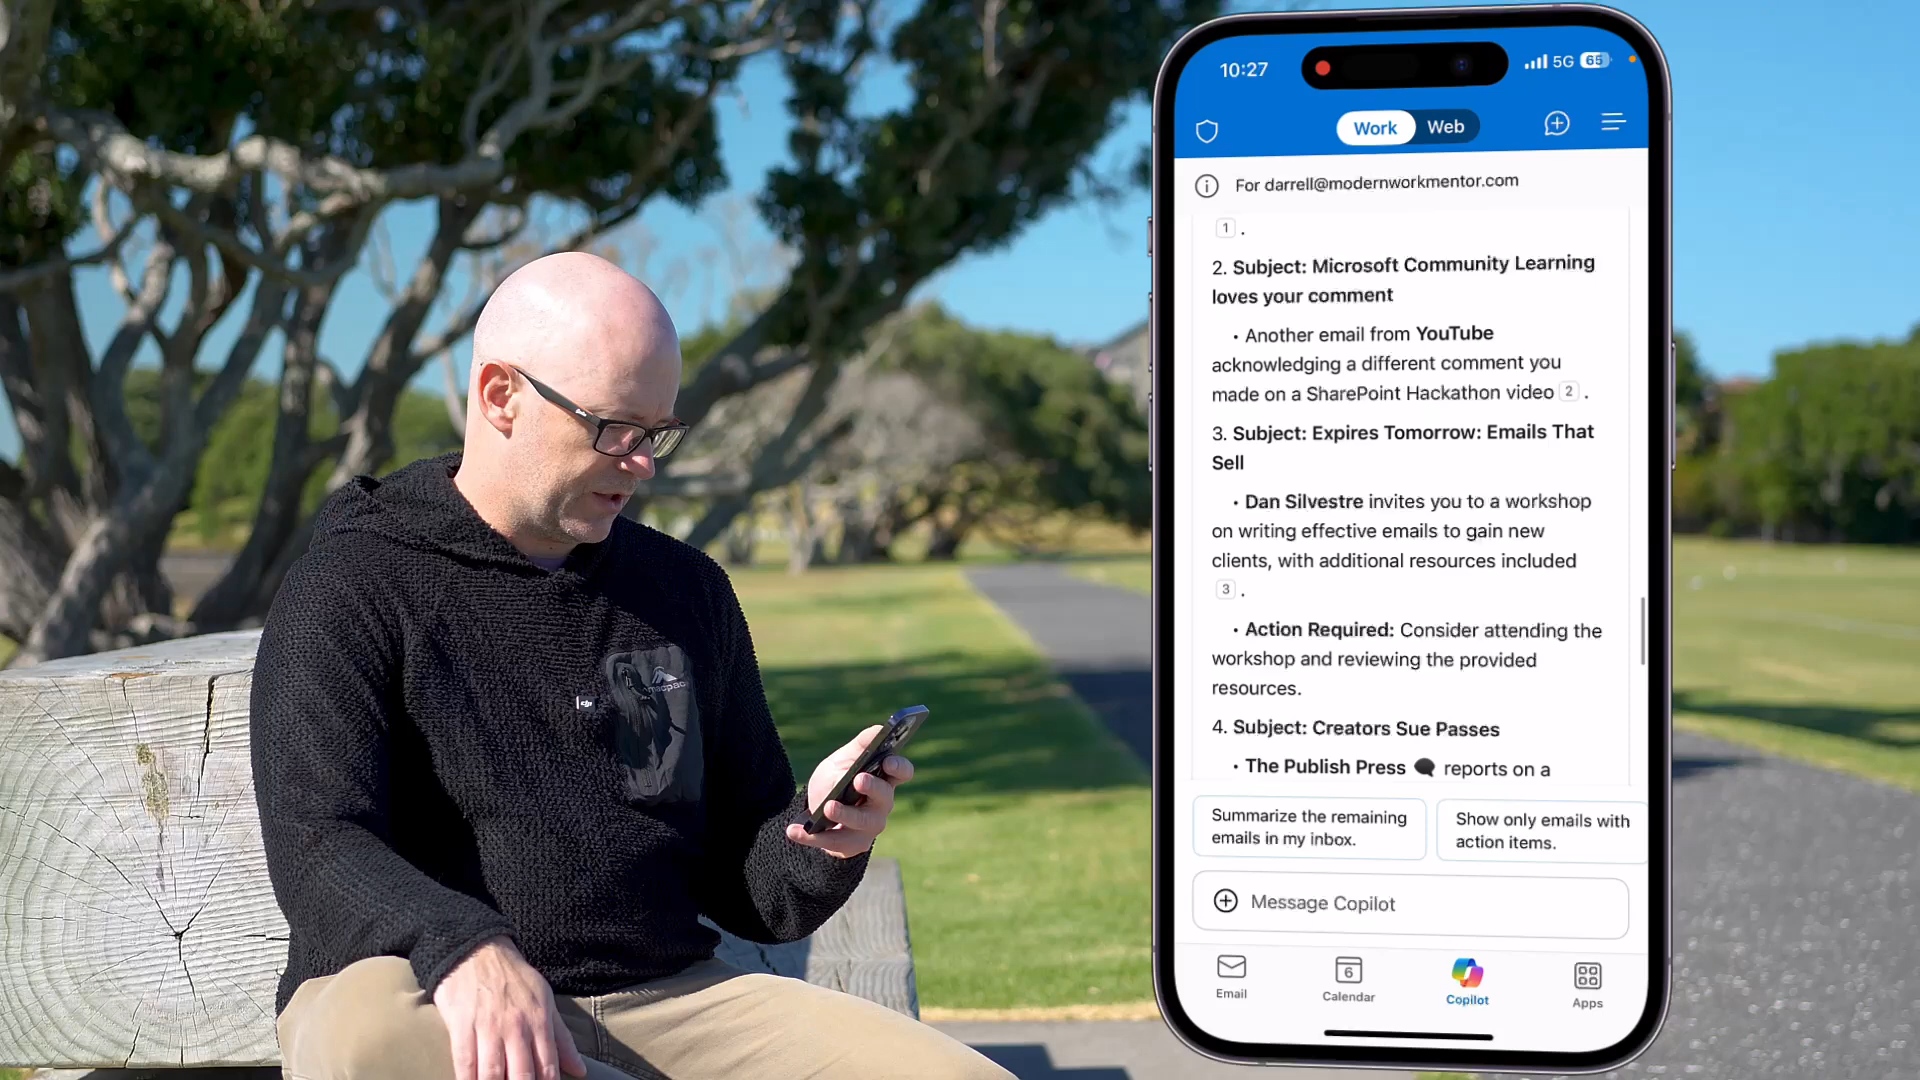 10:27
5G
65
Work
Web
For darrell@modernworkmentor.com
1 .
2. Subject: Microsoft Community Learning
loves your comment
• Another email from YouTube
acknowledging a different comment you
made on a SharePoint Hackathon video 2 .
3. Subject: Expires Tomorrow: Emails That
Sell
• Dan Silvestre invites you to a workshop
on writing effective emails to gain new
clients, with additional resources included
3 .
• Action Required: Consider attending the
workshop and reviewing the provided
resources.
4. Subject: Creators Sue Passes
• The Publish Press 🗨 reports on a
Summarize the remaining
emails in my inbox.
Show only emails with
action items.
Message Copilot
Email
6
Calendar
Copilot
Apps
macpac
dji